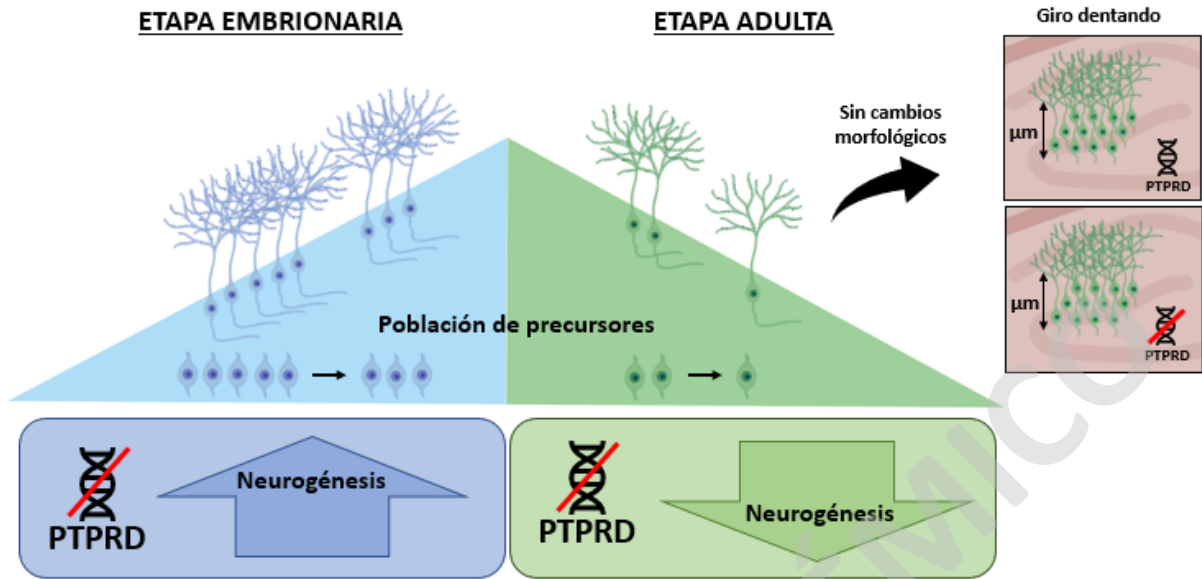 ETAPA EMBRIONARIA
ETAPA ADULTA
Giro dentando
Sin cambios
morfológicos
µm
PTPRD
µm
PTPRD
Población de precursores
Neurogénesis
PTPRD
Neurogénesis
PTPRD